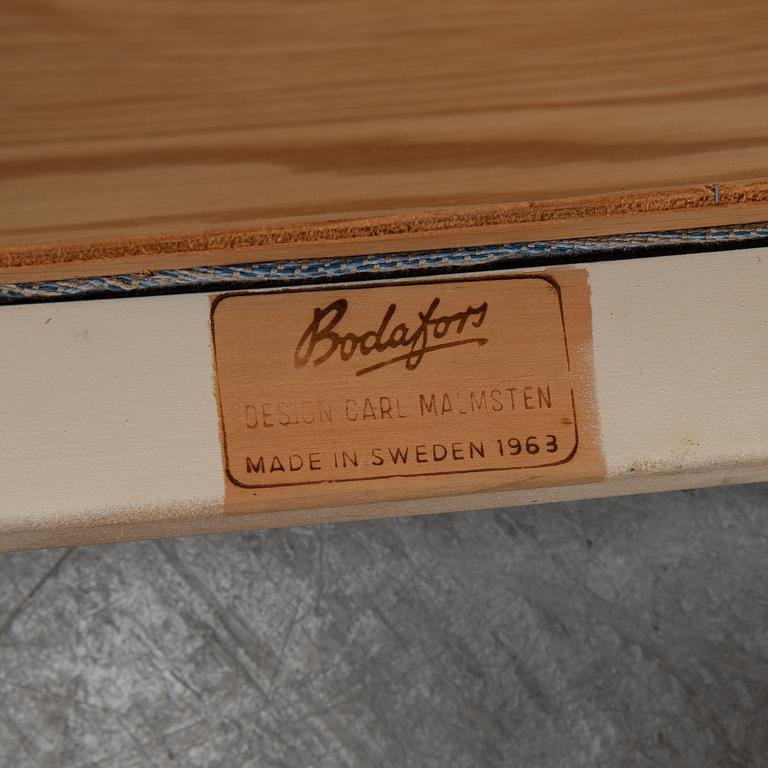 Bodafors
DESIGN CARL MALMSTEN
MADE IN SWEDEN 1963